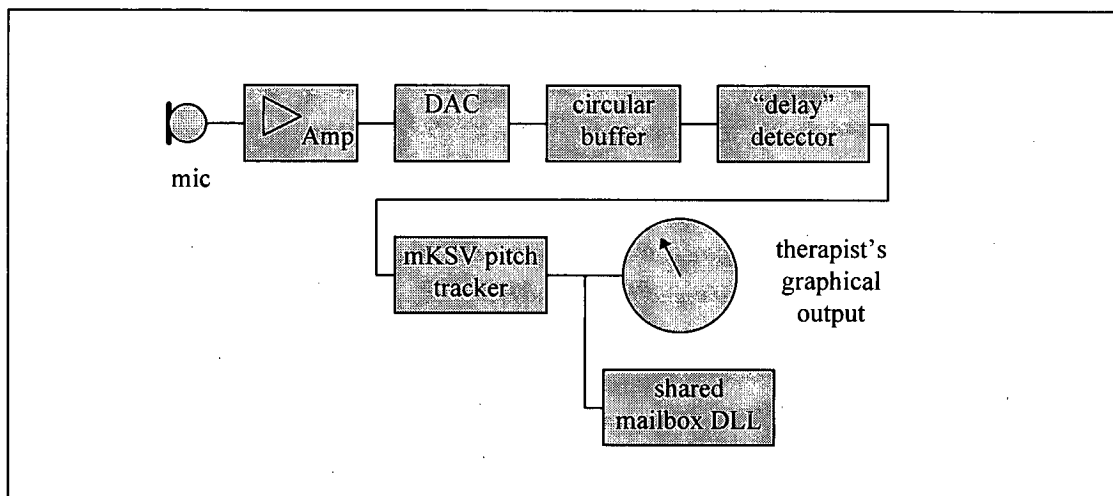 mic
Amp
DAC
circular
buffer
“delay”
detector
mKSV pitch
tracker
therapist's
graphical
output
shared
mailbox DLL